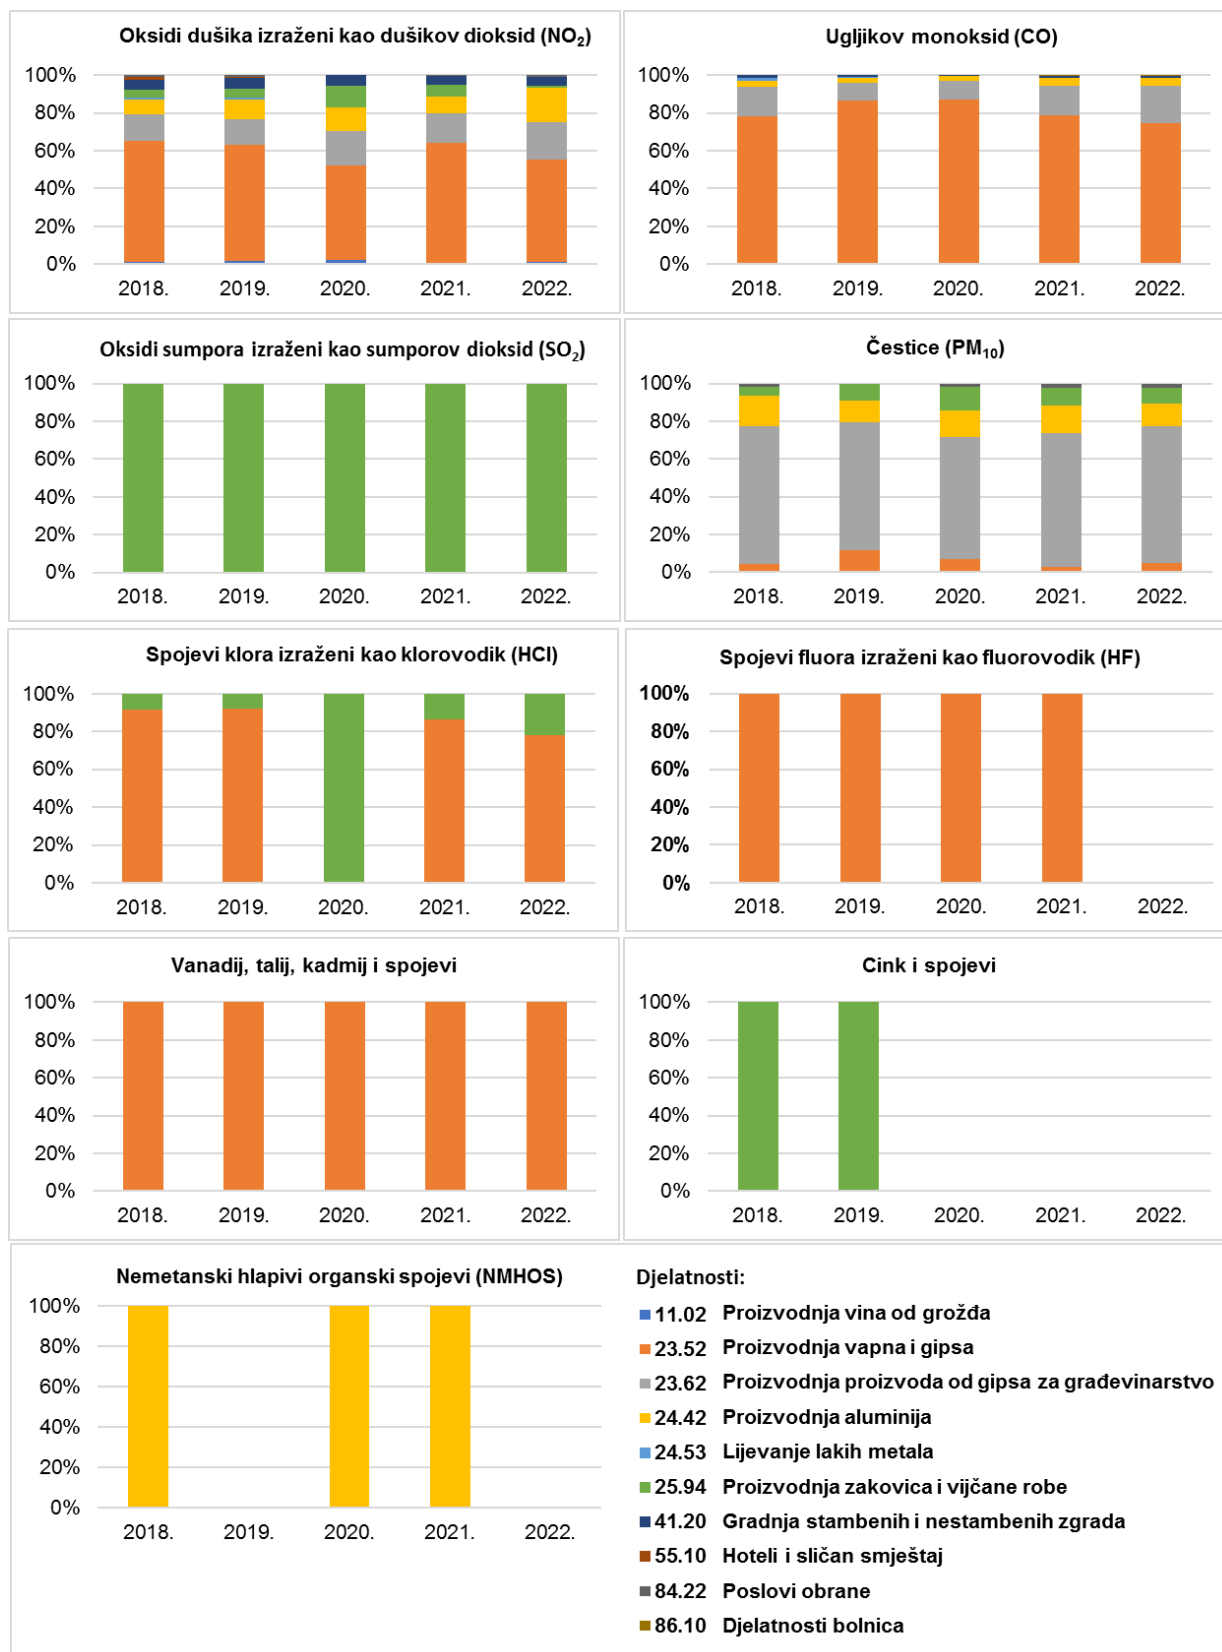 Oksidi dušika izraženi kao dušikov dioksid (NO₂)
100%
80%
60%
40%
20%
0%
2018. 2019. 2020. 2021. 2022.
Ugljikov monoksid (CO)
100%
80%
60%
40%
20%
0%
2018. 2019. 2020. 2021. 2022.
Oksidi sumpora izraženi kao sumporov dioksid (SO₂)
100%
80%
60%
40%
20%
0%
2018. 2019. 2020. 2021. 2022.
Čestice (PM₁₀)
100%
80%
60%
40%
20%
0%
2018. 2019. 2020. 2021. 2022.
Spojevi klora izraženi kao klorovodik (HCl)
100%
80%
60%
40%
20%
0%
2018. 2019. 2020. 2021. 2022.
Spojevi fluora izraženi kao fluorovodik (HF)
100%
80%
60%
40%
20%
0%
2018. 2019. 2020. 2021. 2022.
Vanadij, talij, kadmij i spojevi
100%
80%
60%
40%
20%
0%
2018. 2019. 2020. 2021. 2022.
Cink i spojevi
100%
80%
60%
40%
20%
0%
2018. 2019. 2020. 2021. 2022.
Nemetanski hlapivi organski spojevi (NMHOS)
100%
80%
60%
40%
20%
0%
2018. 2019. 2020. 2021. 2022.
Djelatnosti:
11.02 Proizvodnja vina od grožđa
23.52 Proizvodnja vapna i gipsa
23.62 Proizvodnja proizvoda od gipsa za građevinarstvo
24.42 Proizvodnja aluminija
24.53 Lijevanje lakih metala
25.94 Proizvodnja zakovica i vijčane robe
41.20 Gradnja stambenih i nestambenih zgrada
55.10 Hoteli i sličan smještaj
84.22 Poslovi obrane
86.10 Djelatnosti bolnica